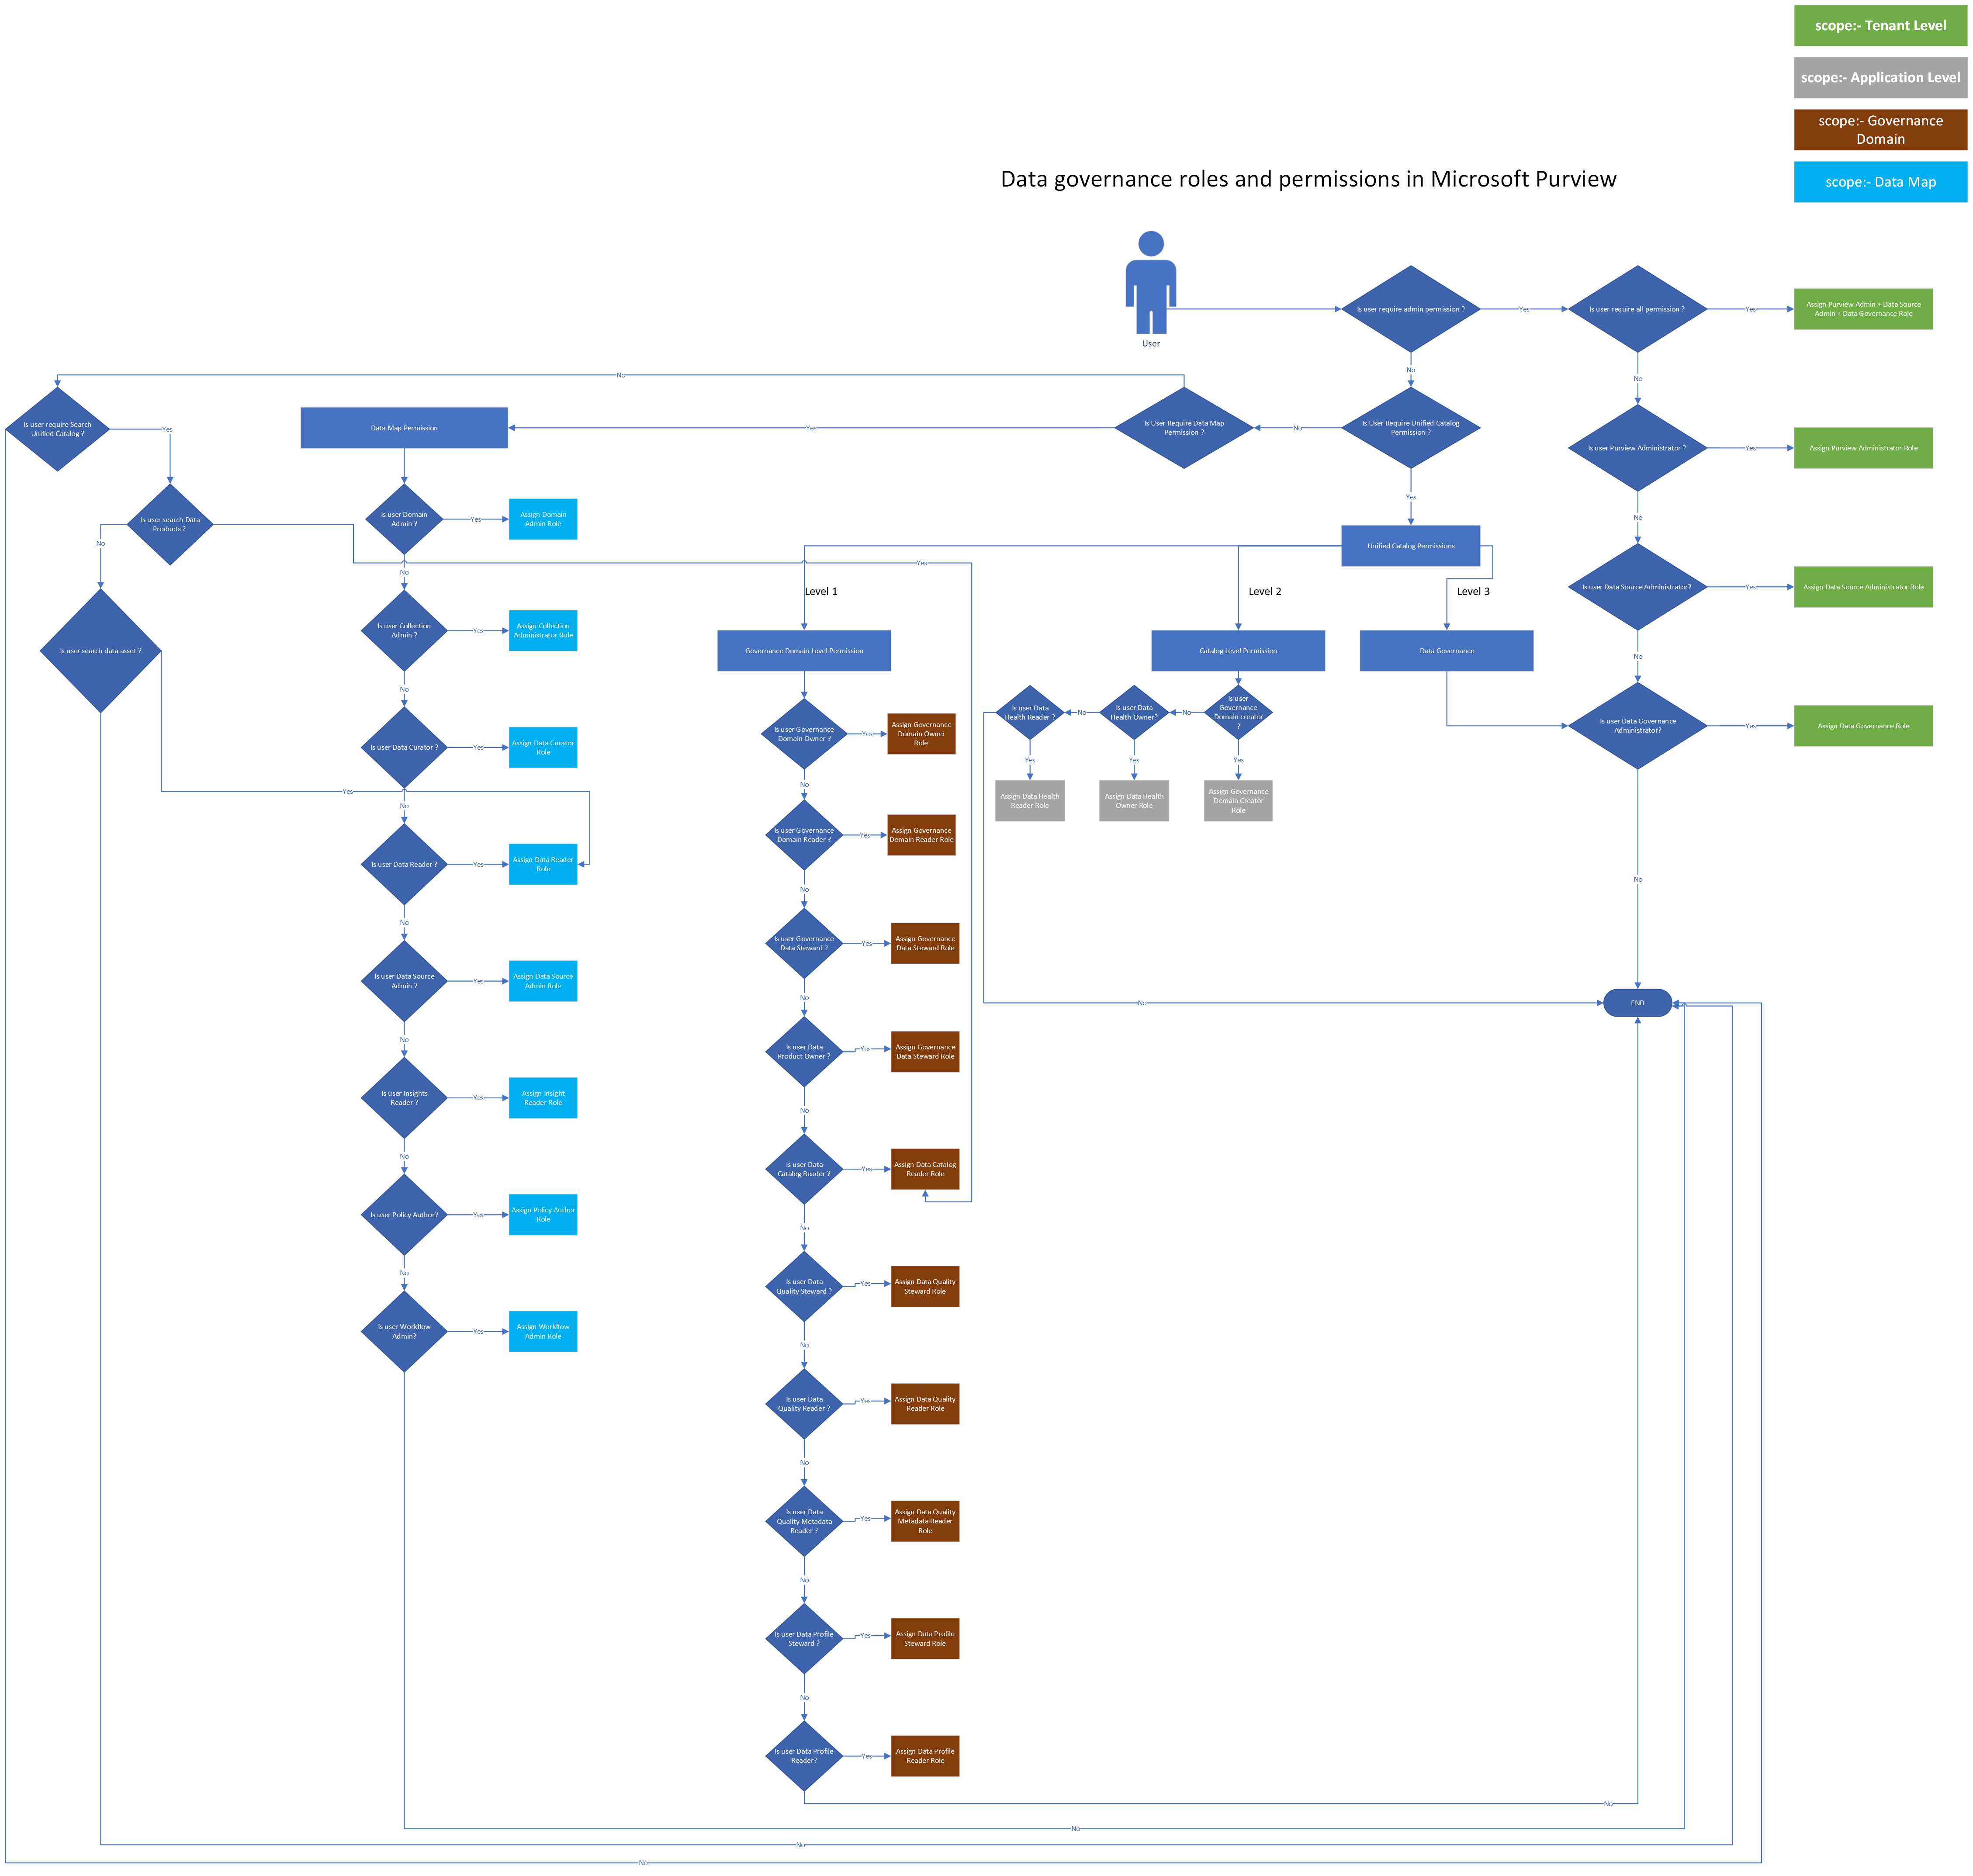 scope:- Tenant Level
scope:- Application Level
scope:- Governance
Domain
scope:- Data Map
Data governance roles and permissions in Microsoft Purview
User
Is user require admin permission ?
Yes
Is user require all permission ?
Yes
Assign Purview Admin + Data Source
Admin + Data Governance Role
No
No
No
Is user require Search
Unified Catalog ?
Yes
Data Map Permission
Yes
Is User Require Data Map
Permission ?
No
Is User Require Unified Catalog
Permission ?
Is user Purview Administrator ?
Yes
Assign Purview Administrator Role
Yes
No
Is user search Data
Products ?
Is user Domain
Admin ?
Yes
Assign Domain
Admin Role
Unified Catalog Permissions
No
Yes
No
Level 1
Level 2
Level 3
Is user Data Source Administrator?
Yes
Assign Data Source Administrator Role
Is user Collection
Admin ?
Yes
Assign Collection
Administrator Role
Is user search data asset ?
Governance Domain Level Permission
Catalog Level Permission
Data Governance
No
No
Is user Data
Health Reader ?
No
Is user Data
Health Owner?
No
Is user
Governance
Domain creator
?
Is user Data Governance
Administrator?
Yes
Assign Data Governance Role
Is user Governance
Domain Owner ?
Yes
Assign Governance
Domain Owner
Role
Is user Data Curator ?
Yes
Assign Data Curator
Role
Yes
Yes
Yes
Assign Data Health
Reader Role
Assign Data Health
Owner Role
Assign Governance
Domain Creator
Role
No
Yes
No
Is user Governance
Domain Reader ?
Yes
Assign Governance
Domain Reader Role
Is user Data Reader ?
Yes
Assign Data Reader
Role
No
No
No
Is user Governance
Data Steward ?
Yes
Assign Governance
Data Steward Role
Is user Data Source
Admin ?
Yes
Assign Data Source
Admin Role
No
No
END
No
Is user Data
Product Owner ?
Yes
Assign Governance
Data Steward Role
Is user Insights
Reader ?
Yes
Assign Insight
Reader Role
No
No
Is user Data
Catalog Reader ?
Yes
Assign Data Catalog
Reader Role
Is user Policy Author?
Yes
Assign Policy Author
Role
No
No
Is user Data
Quality Steward ?
Yes
Assign Data Quality
Steward Role
Is user Workflow
Admin?
Yes
Assign Workflow
Admin Role
No
Is user Data
Quality Reader ?
Yes
Assign Data Quality
Reader Role
No
Is user Data
Quality Metadata
Reader ?
Yes
Assign Data Quality
Metadata Reader
Role
No
Is user Data Profile
Steward ?
Yes
Assign Data Profile
Steward Role
No
Is user Data Profile
Reader?
Yes
Assign Data Profile
Reader Role
No
No
No
No